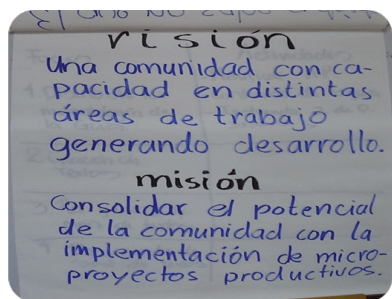 visión
Una comunidad con ca-
pacidad en distintas
áreas de trabajo
generando desarrollo.
misión
Consolidar el potencial
de la comunidad con la
implementación de micro-
proyectos productivos.